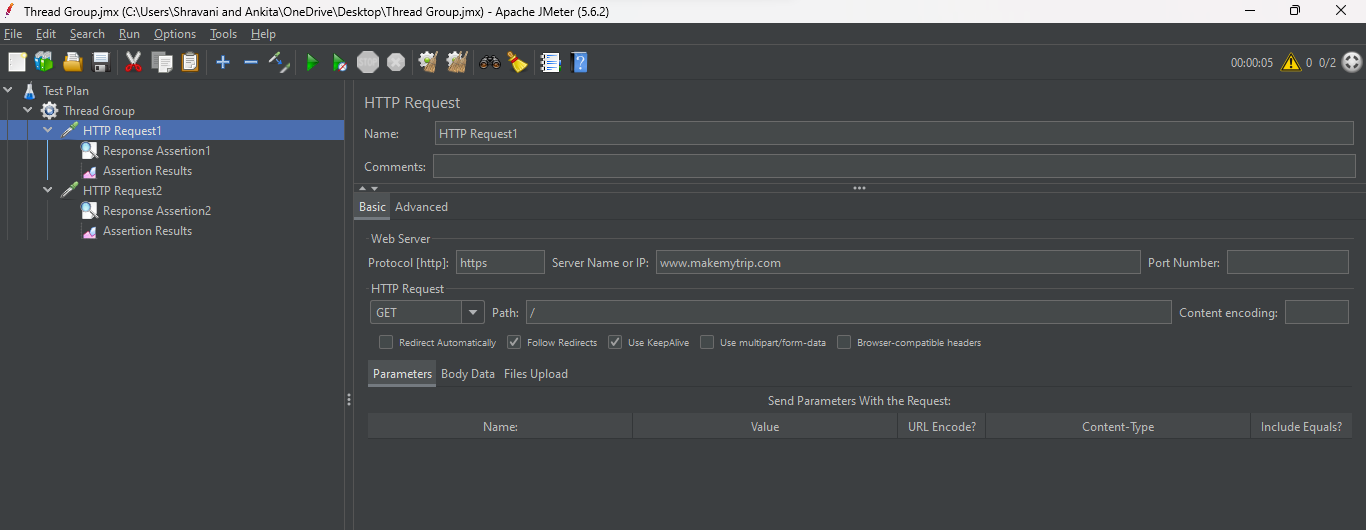 Thread Group.jmx (C:\Users\Shravani and Ankita\OneDrive\Desktop\Thread Group.jmx) - Apache JMeter (5.6.2)
File Edit Search Run Options Tools Help
STOP 00:00:05 0 0/2
Test Plan
Thread Group
HTTP Request1
Response Assertion1
Assertion Results
HTTP Request2
Response Assertion2
Assertion Results
HTTP Request
Name: HTTP Request1
Comments:
Basic Advanced
Web Server
Protocol [http]: https Server Name or IP: www.makemytrip.com Port Number:
HTTP Request
GET Path: / Content encoding:
Redirect Automatically Follow Redirects Use KeepAlive Use multipart/form-data Browser-compatible headers
Parameters Body Data Files Upload
Send Parameters With the Request:
Name: Value URL Encode? Content-Type Include Equals?